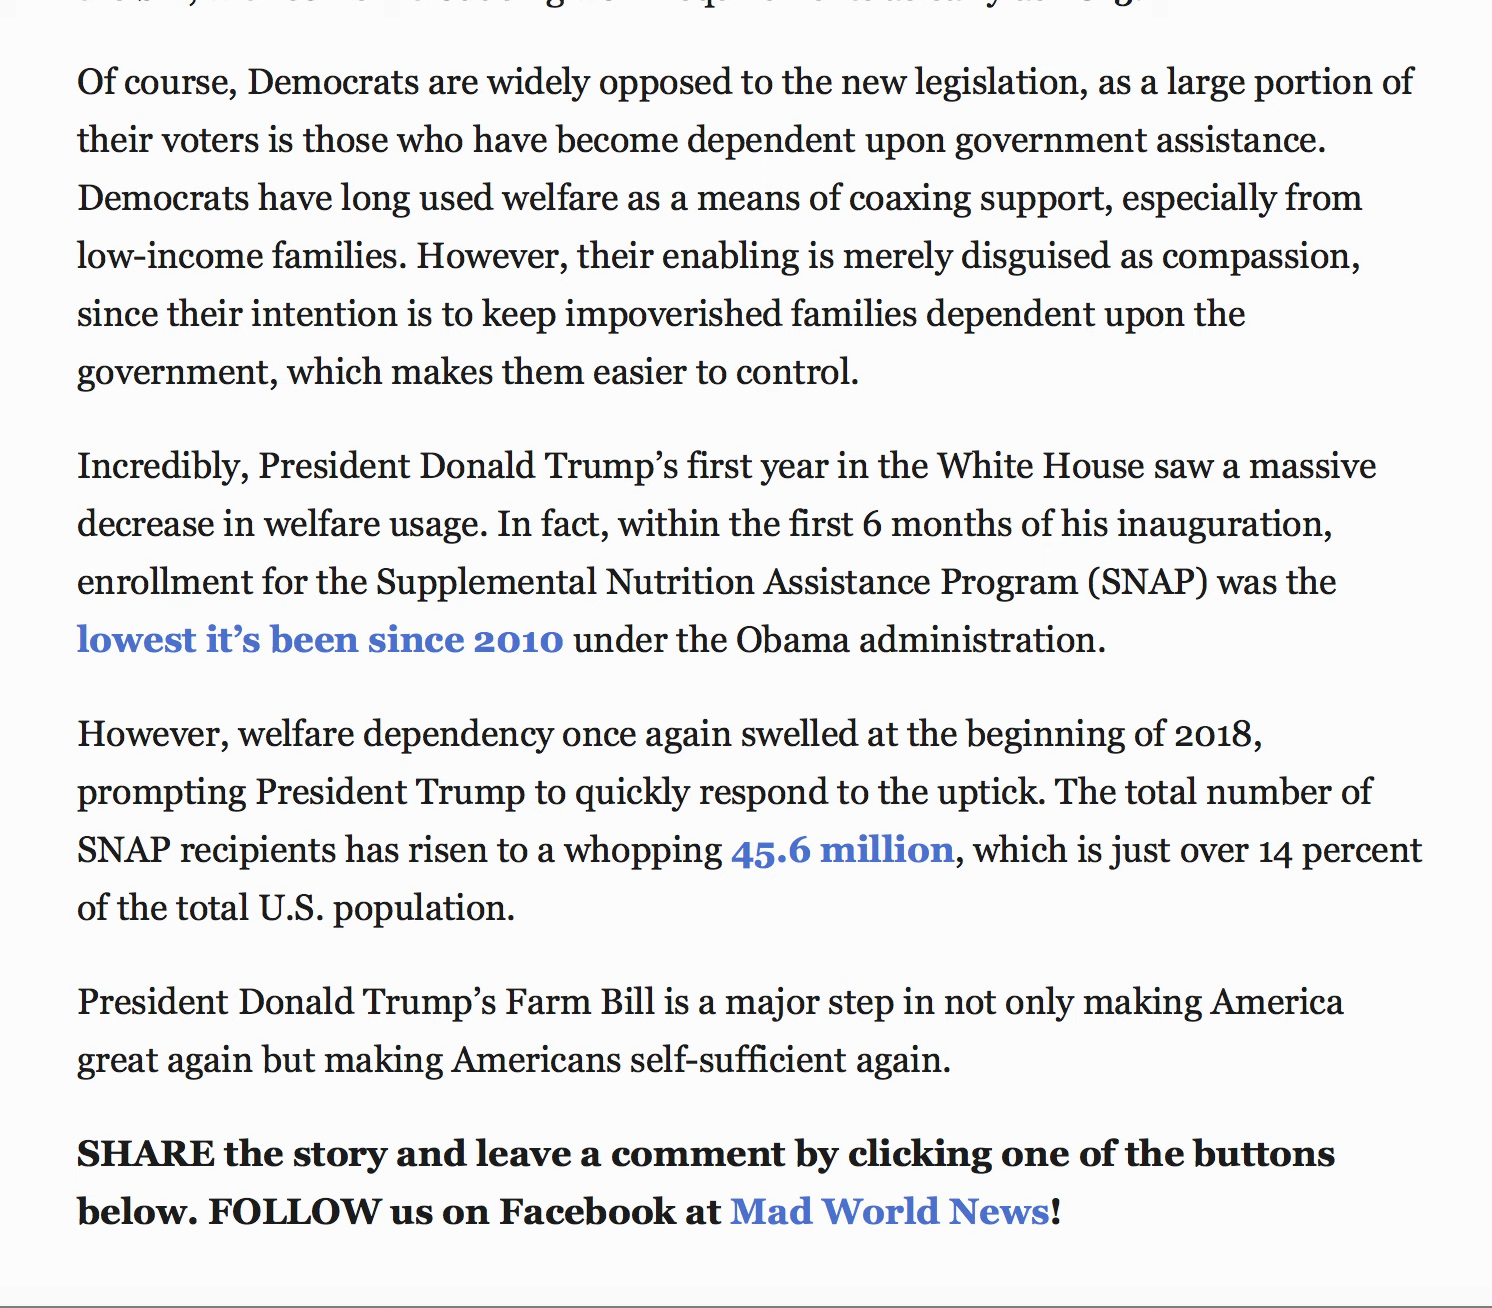 Of course, Democrats are widely opposed to the new legislation, as a large portion of
their voters is those who have become dependent upon government assistance.
Democrats have long used welfare as a means of coaxing support, especially from
low-income families. However, their enabling is merely disguised as compassion,
since their intention is to keep impoverished families dependent upon the
government, which makes them easier to control.
Incredibly, President Donald Trump’s first year in the White House saw a massive
decrease in welfare usage. In fact, within the first 6 months of his inauguration,
enrollment for the Supplemental Nutrition Assistance Program (SNAP) was the
lowest it’s been since 2010 under the Obama administration.
However, welfare dependency once again swelled at the beginning of 2018,
prompting President Trump to quickly respond to the uptick. The total number of
SNAP recipients has risen to a whopping 45.6 million, which is just over 14 percent
of the total U.S. population.
President Donald Trump’s Farm Bill is a major step in not only making America
great again but making Americans self-sufficient again.
SHARE the story and leave a comment by clicking one of the buttons
below. FOLLOW us on Facebook at Mad World News!